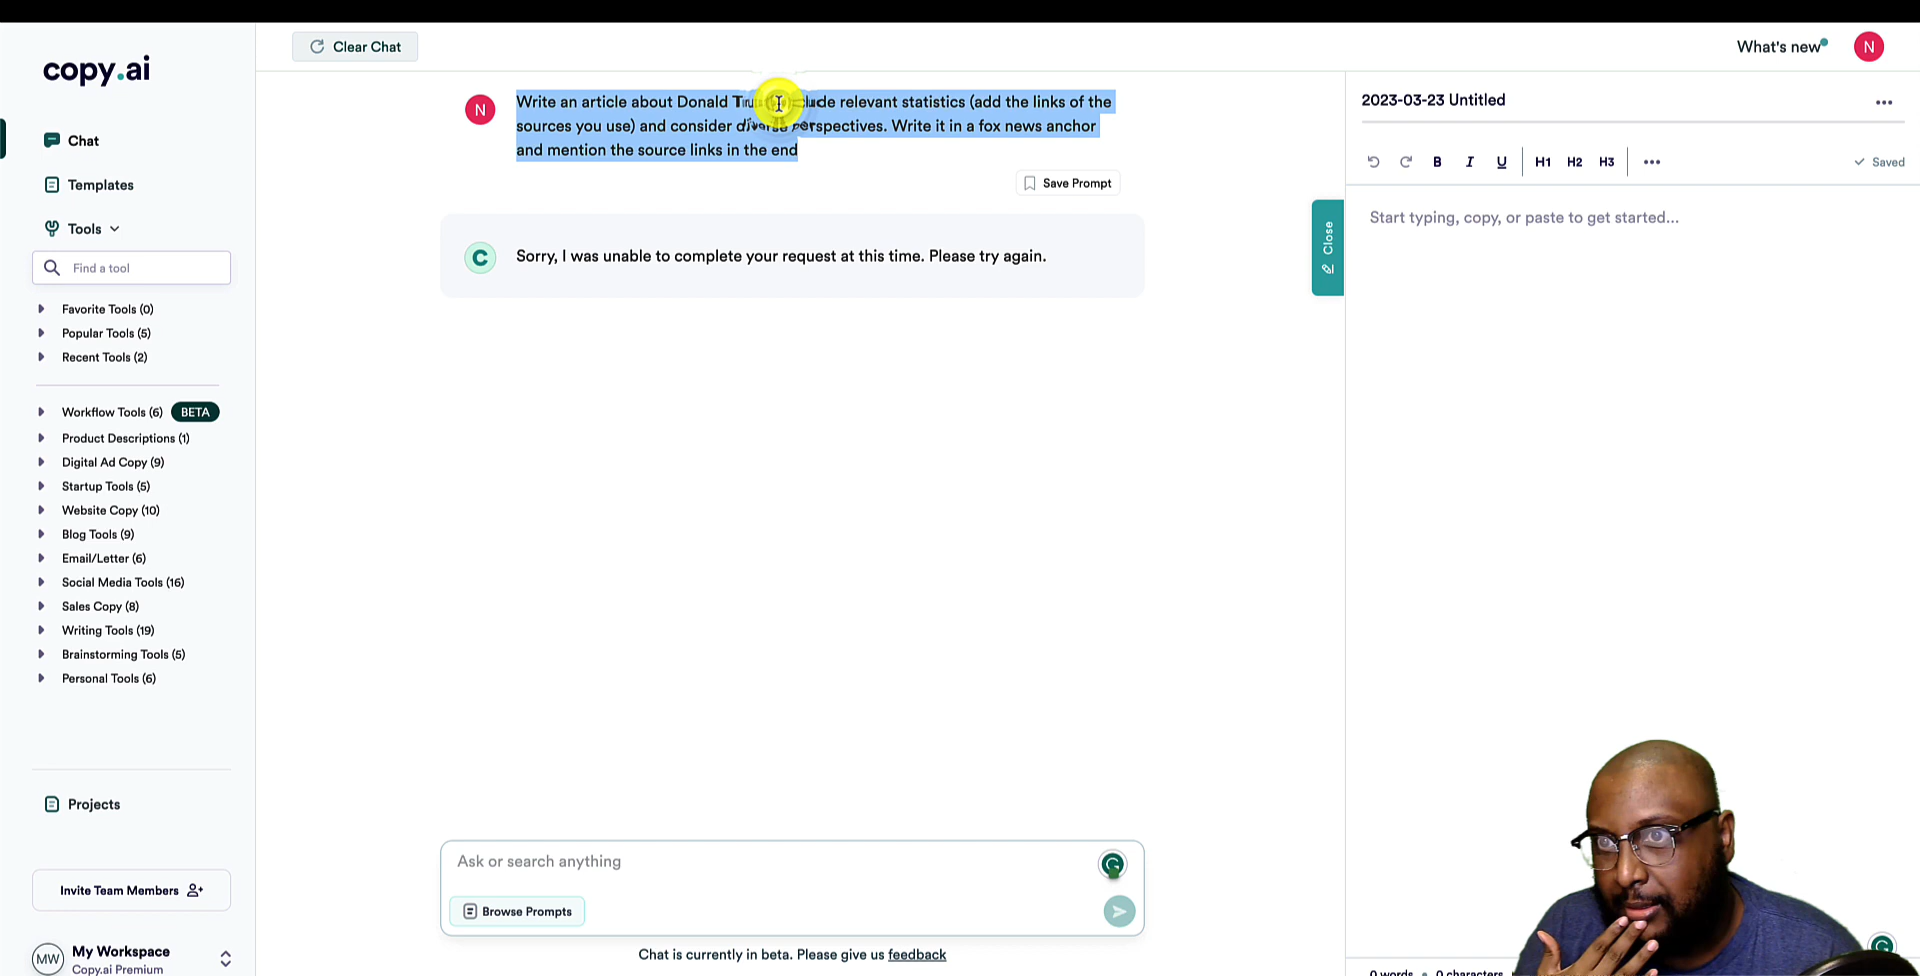 copy.ai
Chat
Templates
Tools
Find a tool
Favorite Tools (0)
Popular Tools (5)
Recent Tools (2)
Workflow Tools (6) BETA
Product Descriptions (1)
Digital Ad Copy (9)
Startup Tools (5)
Website Copy (10)
Blog Tools (9)
Email/Letter (6)
Social Media Tools (16)
Sales Copy (8)
Writing Tools (19)
Brainstorming Tools (5)
Personal Tools (6)
Projects
Invite Team Members
MW My Workspace
Copy.ai Premium
Clear Chat
What's new
N
N
Write an article about Donald relevant statistics (add the links of the
sources you use) and consider diverse perspectives. Write it in a fox news anchor
and mention the source links in the end
Save Prompt
C
Sorry, I was unable to complete your request at this time. Please try again.
Ask or search anything
Browse Prompts
Chat is currently in beta. Please give us feedback
Close
2023-03-23 Untitled
B I U H1 H2 H3
Saved
Start typing, copy, or paste to get started...
0 words • 0 characters